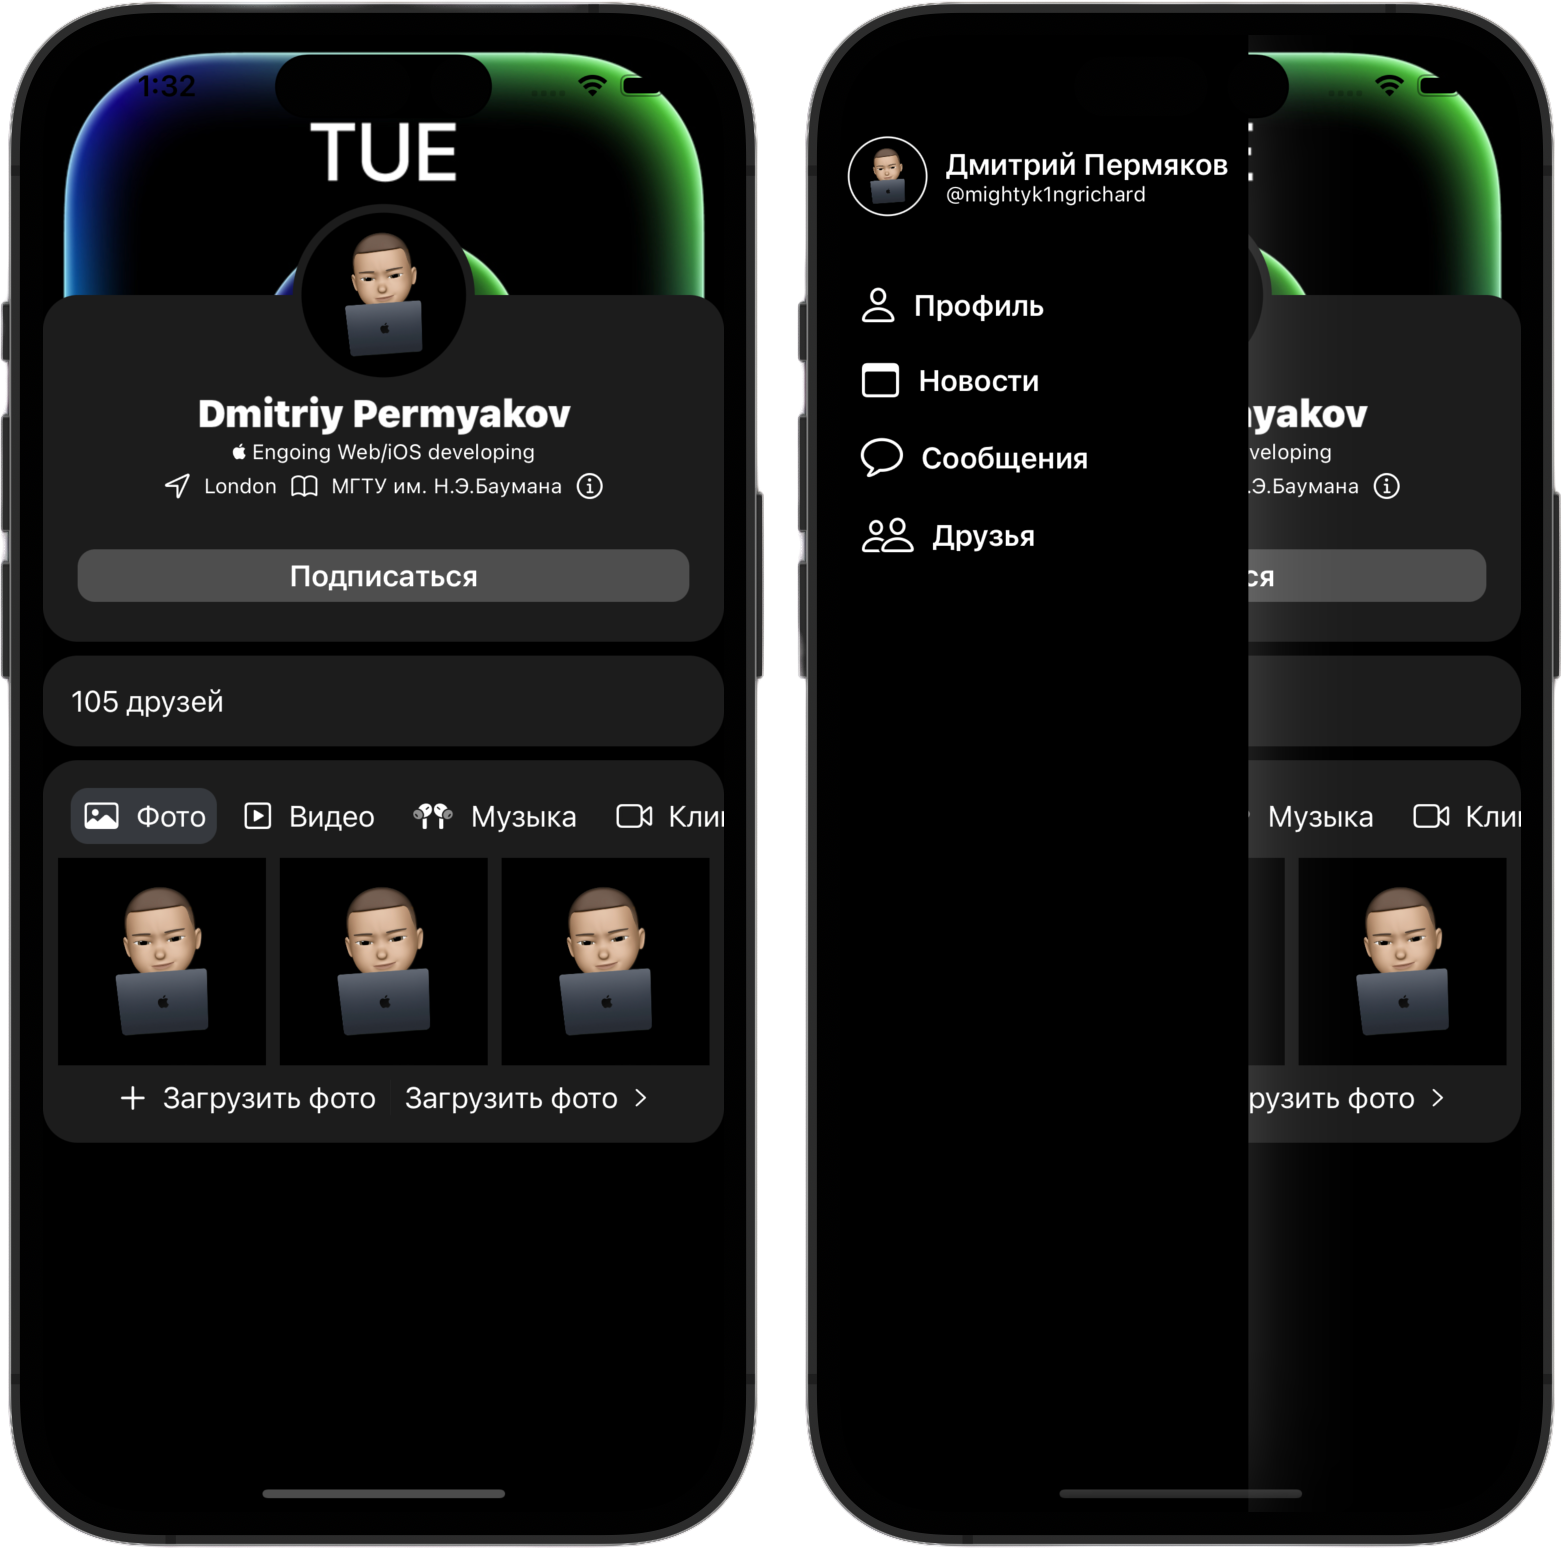 1:32
TUE
Dmitriy Permyakov
Engoing Web/iOS developing
London МГТУ им. Н.Э.Баумана
Подписаться
105 друзей
Фото Видео Музыка Кли
+ Загрузить фото Загрузить фото >
Дмитрий Пермяков
@mightyk1ngrichard
Профиль
Новости
Сообщения
Друзья
yakov
veloping
.Э.Баумана
ся
Музыка Кли
рузить фото >